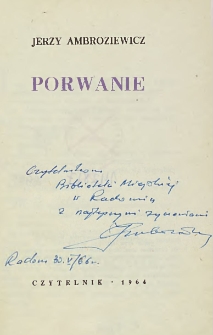 JERZY AMBROZIEWICZ
PORWANIE
Czytelnikom
Biblioteki Miejskiej
w Radomiu
z najlepszymi życzeniami
Radom 30.V/66r.
CZYTELNIK · 1964